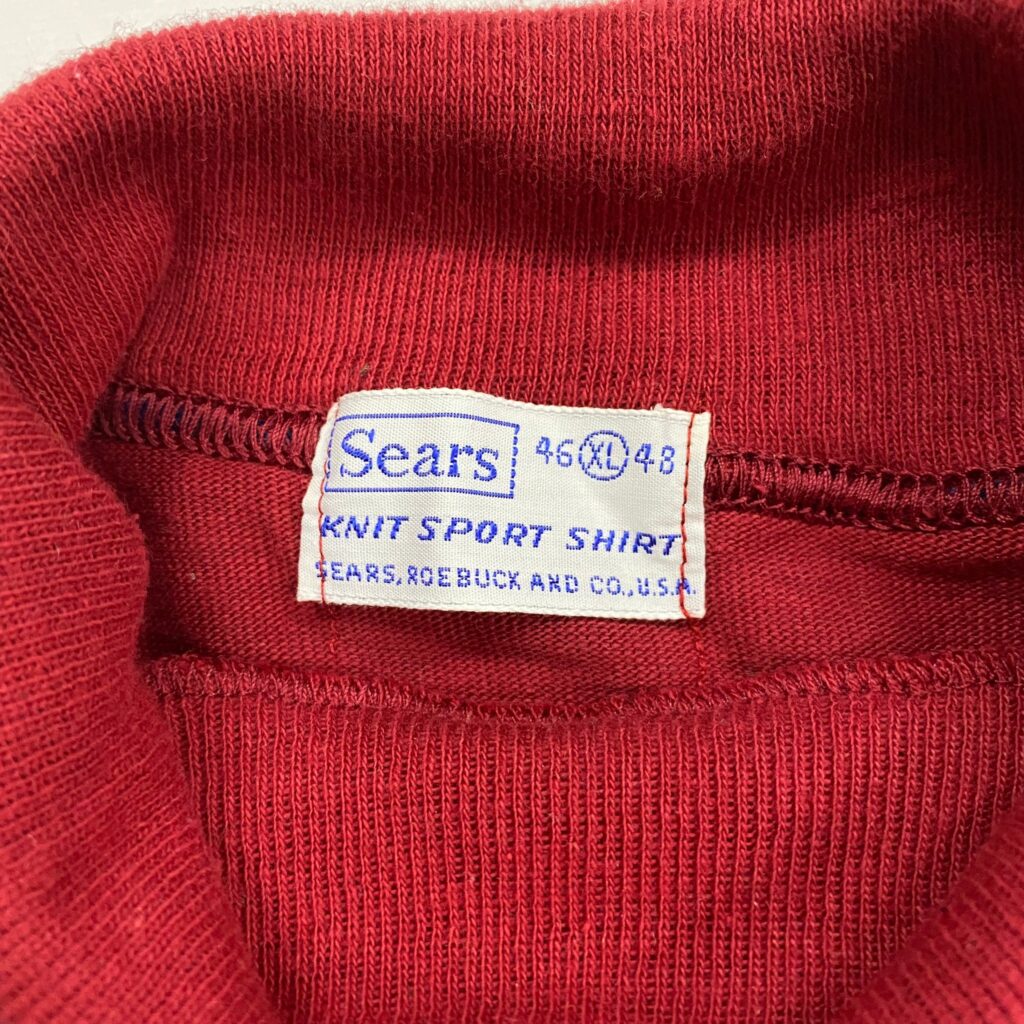 Sears 46 XL 48
KNIT SPORT SHIRT
SEARS, ROEBUCK AND CO., U.S.A.